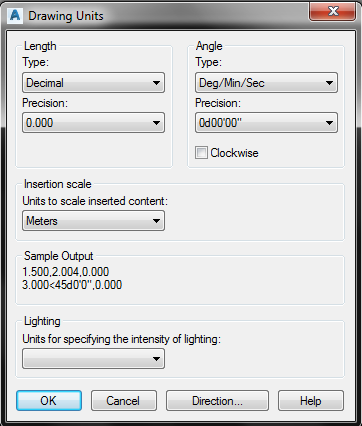 Drawing Units
Length
Type:
Decimal
Precision:
0.000
Angle
Type:
Deg/Min/Sec
Precision:
0d00'00"
Clockwise
Insertion scale
Units to scale inserted content:
Meters
Sample Output
1.500,2.004,0.000
3.000<45d0'0",0.000
Lighting
Units for specifying the intensity of lighting:
OK
Cancel
Direction...
Help